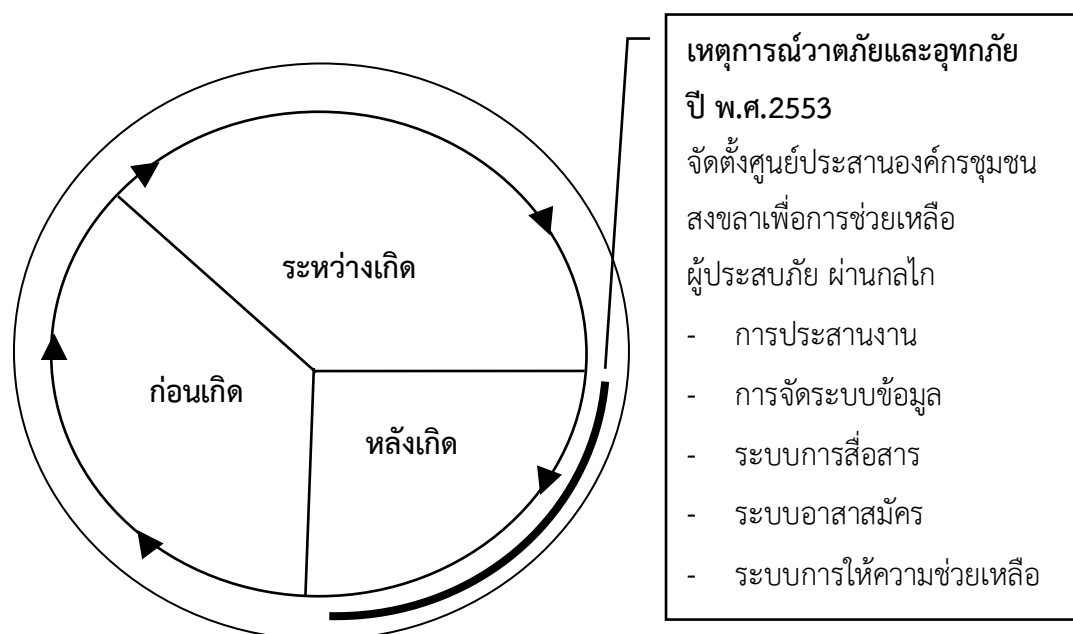 ระหว่างเกิด
ก่อนเกิด
หลังเกิด
เหตุการณ์วาตภัยและอุทกภัย
ปี พ.ศ.2553
จัดตั้งศูนย์ประสานองค์กรชุมชน
สงขลาเพื่อการช่วยเหลือ
ผู้ประสบภัย ผ่านกลไก
- การประสานงาน
- การจัดระบบข้อมูล
- ระบบการสื่อสาร
- ระบบอาสาสมัคร
- ระบบการให้ความช่วยเหลือ